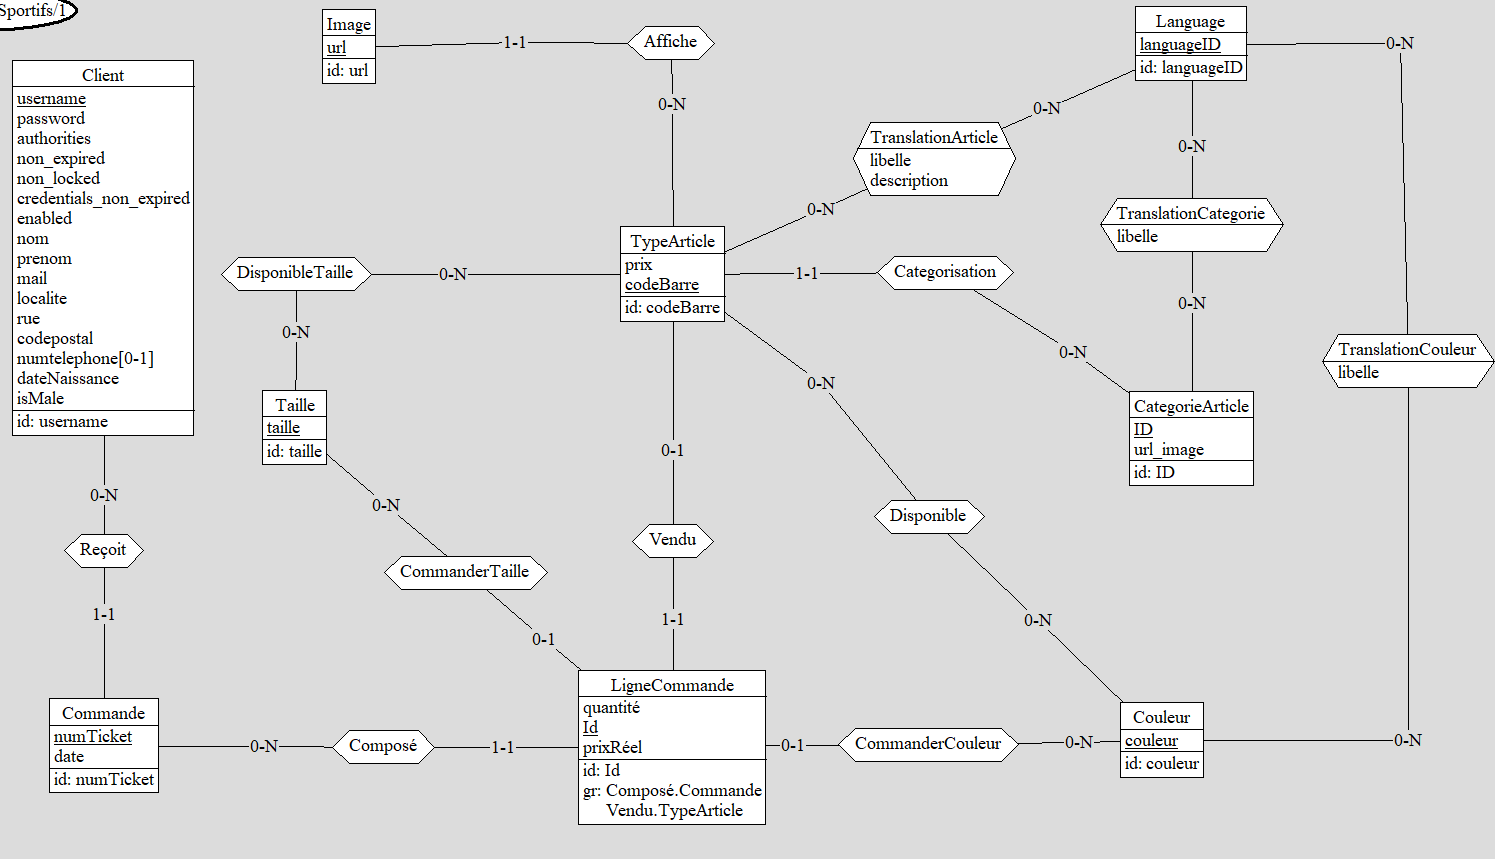 Sportifs/1
Image
url
id: url
1-1
Affiche
0-N
Language
languageID
id: languageID
0-N
Client
username
password
authorities
non_expired
non_locked
credentials_non_expired
enabled
nom
prenom
mail
localite
rue
codepostal
numtelephone[0-1]
dateNaissance
isMale
id: username
0-N
TranslationArticle
libelle
description
0-N
0-N
TranslationCategorie
libelle
0-N
TypeArticle
prix
codeBarre
id: codeBarre
DisponibleTaille
0-N
0-N
1-1
Categorisation
0-N
TranslationCouleur
libelle
0-N
Taille
taille
id: taille
CategorieArticle
ID
url_image
id: ID
0-N
0-1
0-N
0-N
Reçoit
1-1
CommanderTaille
0-1
Vendu
1-1
Disponible
0-N
Commande
numTicket
date
id: numTicket
0-N
Composé
1-1
LigneCommande
quantité
Id
prixRéel
id: Id
gr: Composé.Commande
Vendu.TypeArticle
0-1
CommanderCouleur
0-N
Couleur
couleur
id: couleur
0-N